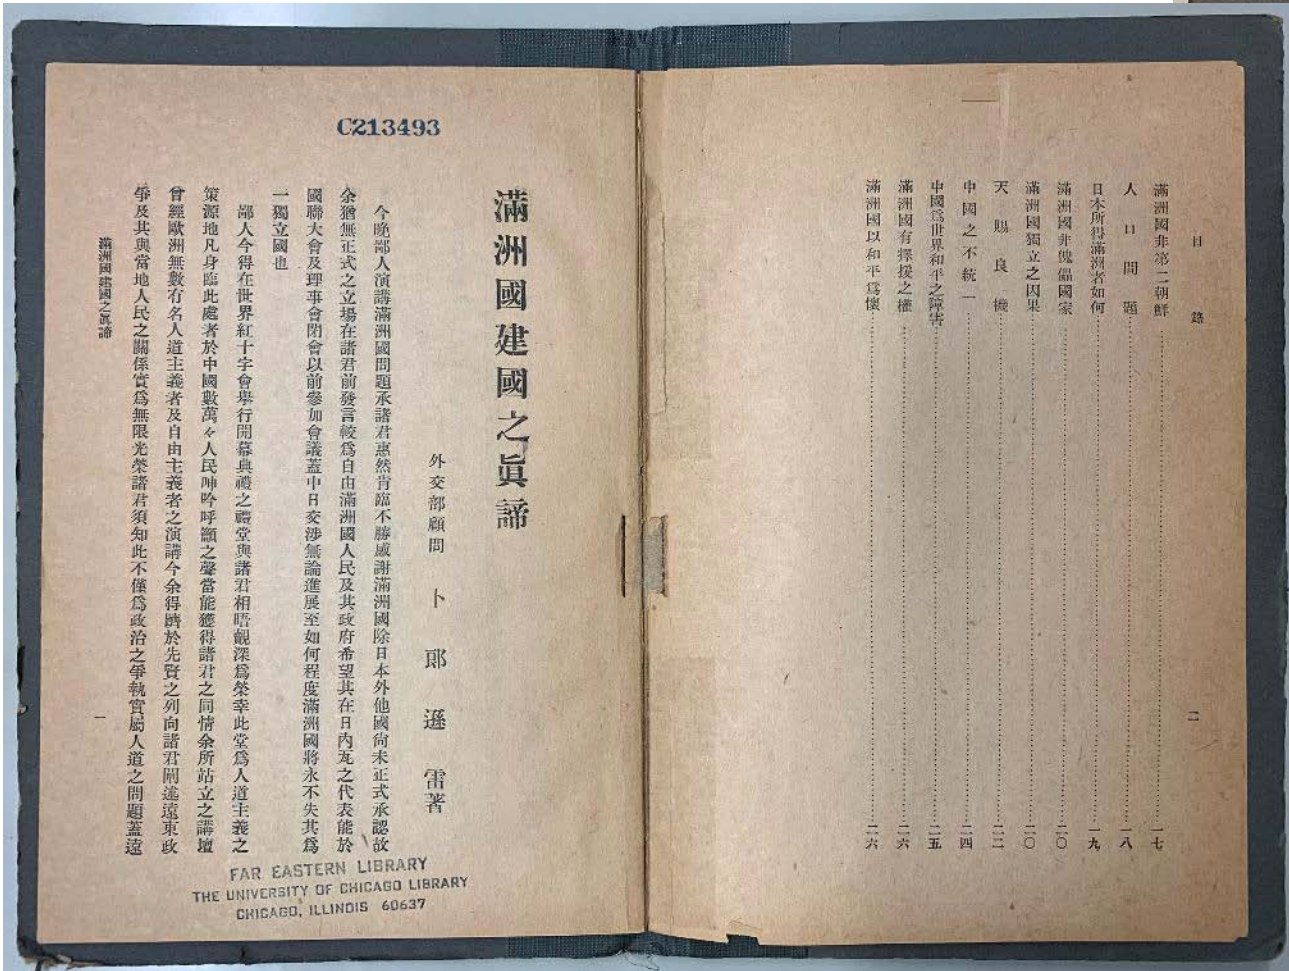 目錄
二
滿洲國非第二朝鮮……一七
人口問題……一八
日本所得滿洲者如何……一九
滿洲國非傀儡國家……二〇
滿洲國獨立之因果……二〇
天賜良機……二二
中國之不統一……二四
中國爲世界和平之障害……二五
滿洲國有擇援之權……二六
滿洲國以和平爲懷……二六
C213493
滿洲國建國之眞諦
外交部顧問 卜郞遜雷著
今晚鄙人演講滿洲國問題承諸君惠然肯臨不勝感謝滿洲國除日本外他國尙未正式承認故
余猶無正式之立場在諸君前發言較爲自由滿洲國人民及其政府希望其在日內瓦之代表能於
國聯大會及理事會閉會以前參加會議蓋中日交涉無論進展至如何程度滿洲國將永不失其爲
一獨立國也
鄙人今得在世界紅十字會舉行開幕典禮之禮堂與諸君相晤覩深爲榮幸此堂爲人道主義之
策源地凡身臨此處者於中國數萬々人民呻吟呼籲之聲當能獲得諸君之同情余所站立之講壇
曾經歐洲無數有名人道主義者及自由主義者之演講今余得躋於先賢之列向諸君闡述遠東政
爭及其與當地人民之關係實爲無限光榮諸君須知此不僅爲政治之爭執實屬人道之問題蓋遠
滿洲國建國之眞諦
一
FAR EASTERN LIBRARY
THE UNIVERSITY OF CHICAGO LIBRARY
CHICAGO, ILLINOIS 60637